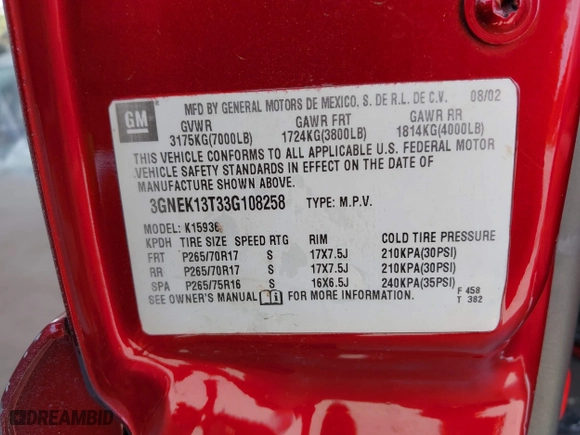 GM
MFD BY GENERAL MOTORS DE MEXICO, S. DE R.L. DE C.V. 08/02
GVWR GAWR FRT GAWR RR
3175KG(7000LB) 1724KG(3800LB) 1814KG(4000LB)
THIS VEHICLE CONFORMS TO ALL APPLICABLE U.S. FEDERAL MOTOR
VEHICLE SAFETY STANDARDS IN EFFECT ON THE DATE OF
MANUFACTURE SHOWN ABOVE.
3GNEK13T33G108258 TYPE: M.P.V.
MODEL: K15936
KPDH TIRE SIZE SPEED RTG RIM COLD TIRE PRESSURE
FRT P265/70R17 S 17X7.5J 210KPA(30PSI)
RR P265/70R17 S 17X7.5J 210KPA(30PSI)
SPA P265/75R16 S 16X6.5J 240KPA(35PSI)
SEE OWNER'S MANUAL FOR MORE INFORMATION.
F 458
T 382
DREAMBID